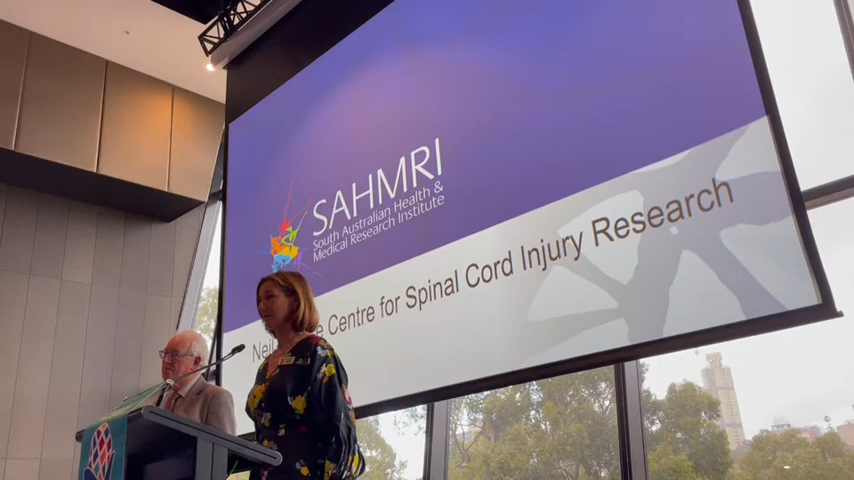 SAHMRI
South Australian Health &
Medical Research Institute
Centre for Spinal Cord Injury Research